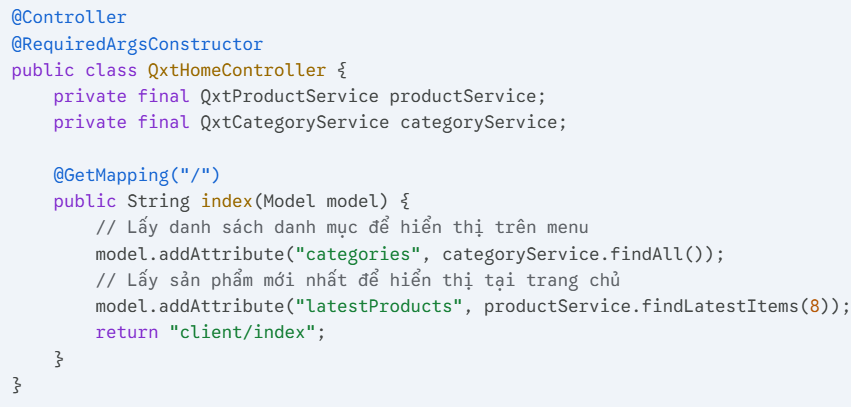 @Controller
@RequiredArgsConstructor
public class QxtHomeController {
    private final QxtProductService productService;
    private final QxtCategoryService categoryService;

    @GetMapping("/")
    public String index(Model model) {
        // Lấy danh sách danh mục để hiển thị trên menu
        model.addAttribute("categories", categoryService.findAll());
        // Lấy sản phẩm mới nhất để hiển thị tại trang chủ
        model.addAttribute("latestProducts", productService.findLatestItems(8));
        return "client/index";
    }
}